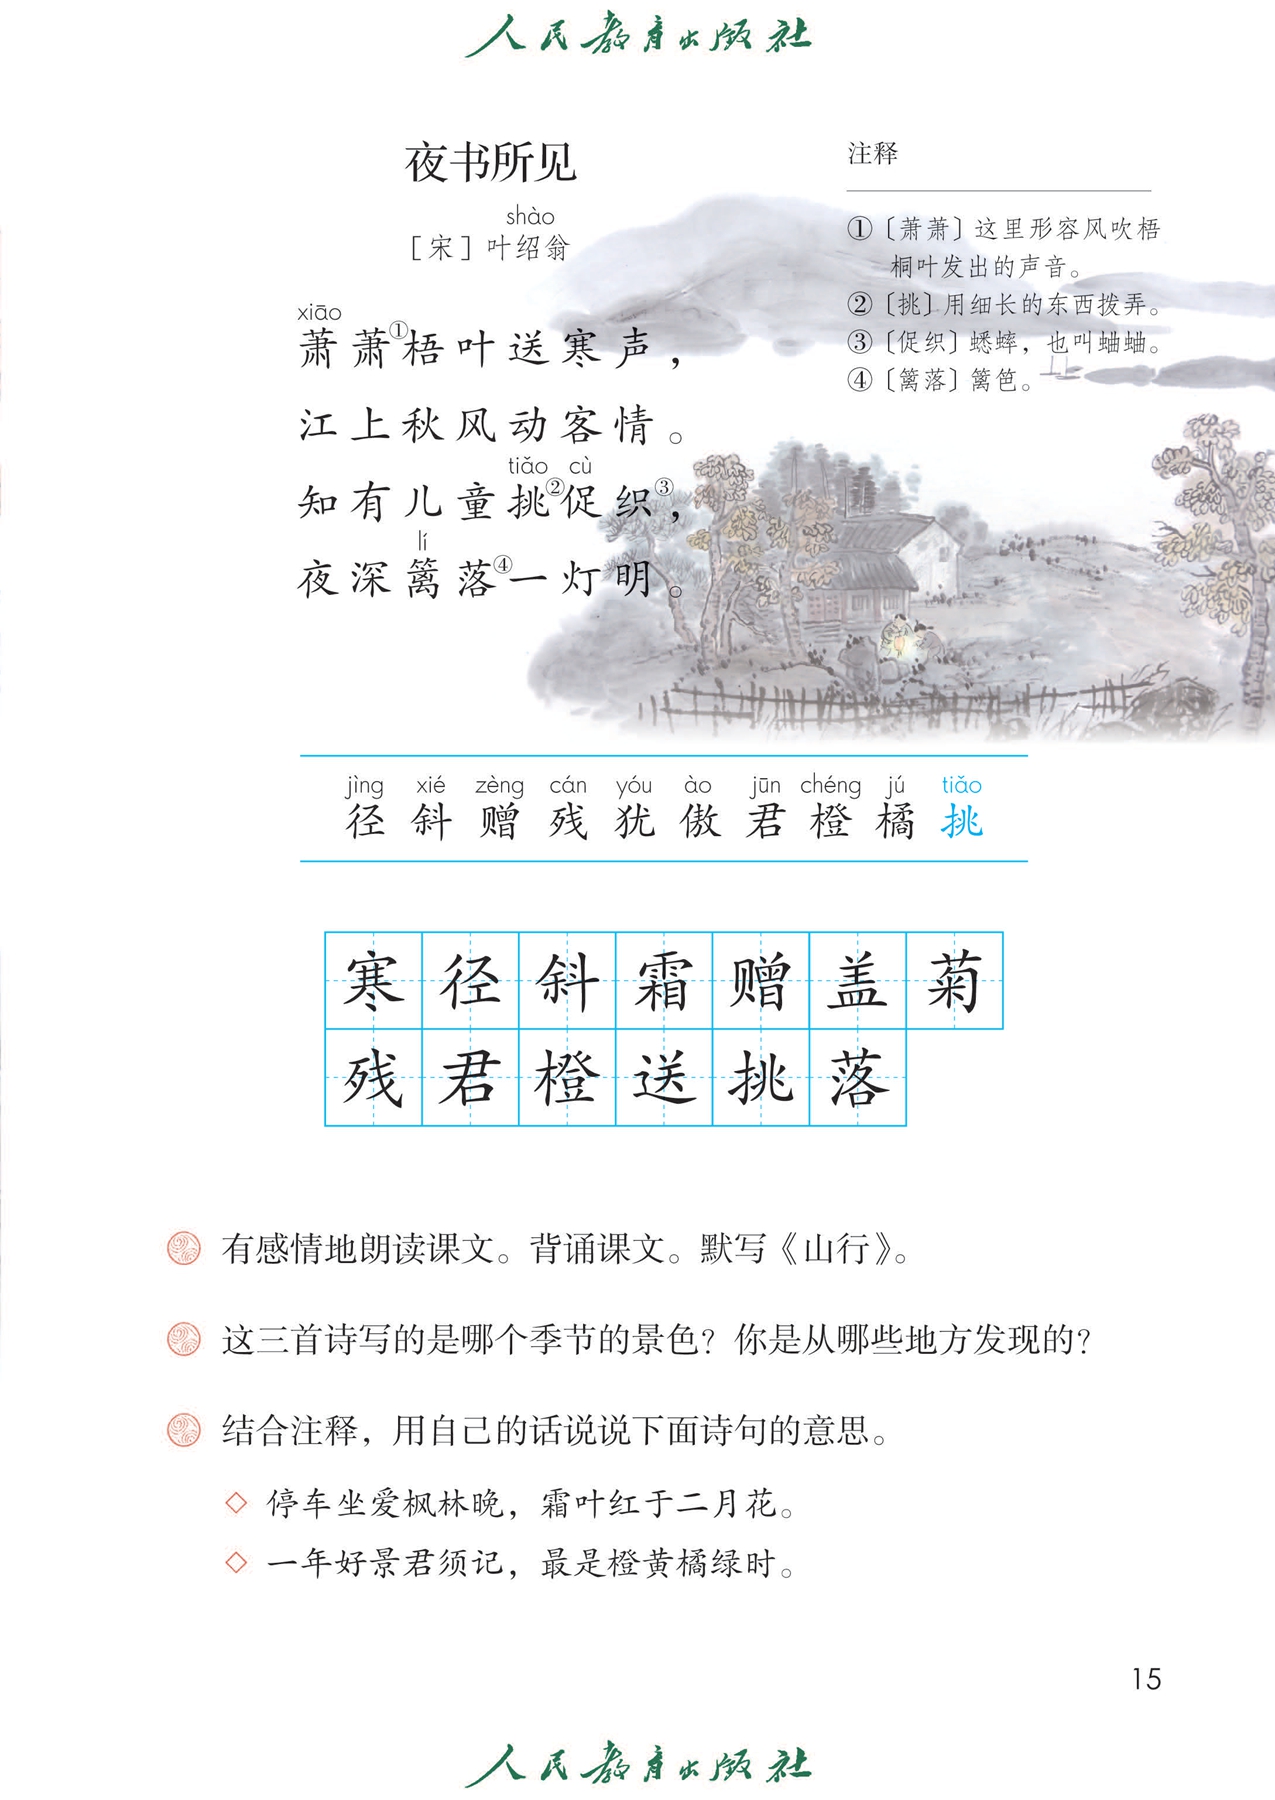 人民教育出版社
夜书所见
shào
［宋］叶绍翁
xiāo
萧萧①梧叶送寒声，
江上秋风动客情。
tiǎo cù
知有儿童挑②促织③，
lí
夜深篱落④一灯明。
注释
①〔萧萧〕这里形容风吹梧
桐叶发出的声音。
②〔挑〕用细长的东西拨弄。
③〔促织〕蟋蟀，也叫蛐蛐。
④〔篱落〕篱笆。
jìng xié zèng cán yóu ào jūn chéng jú tiǎo
径 斜 赠 残 犹 傲 君 橙 橘 挑
寒 径 斜 霜 赠 盖 菊
残 君 橙 送 挑 落
有感情地朗读课文。背诵课文。默写《山行》。
这三首诗写的是哪个季节的景色？你是从哪些地方发现的？
结合注释，用自己的话说说下面诗句的意思。
◇ 停车坐爱枫林晚，霜叶红于二月花。
◇ 一年好景君须记，最是橙黄橘绿时。
15
人民教育出版社